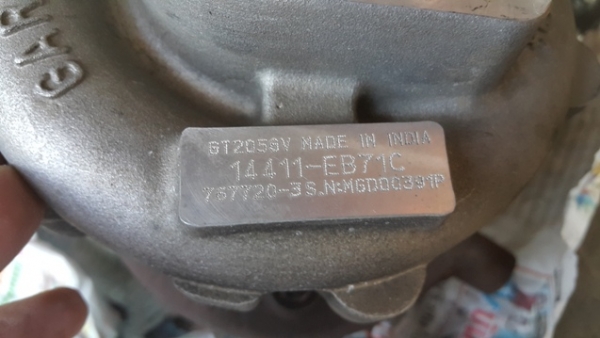 GAR
GT2056V MADE IN INDIA
14411-EB71C
767720-3 S.N:MGD00391P